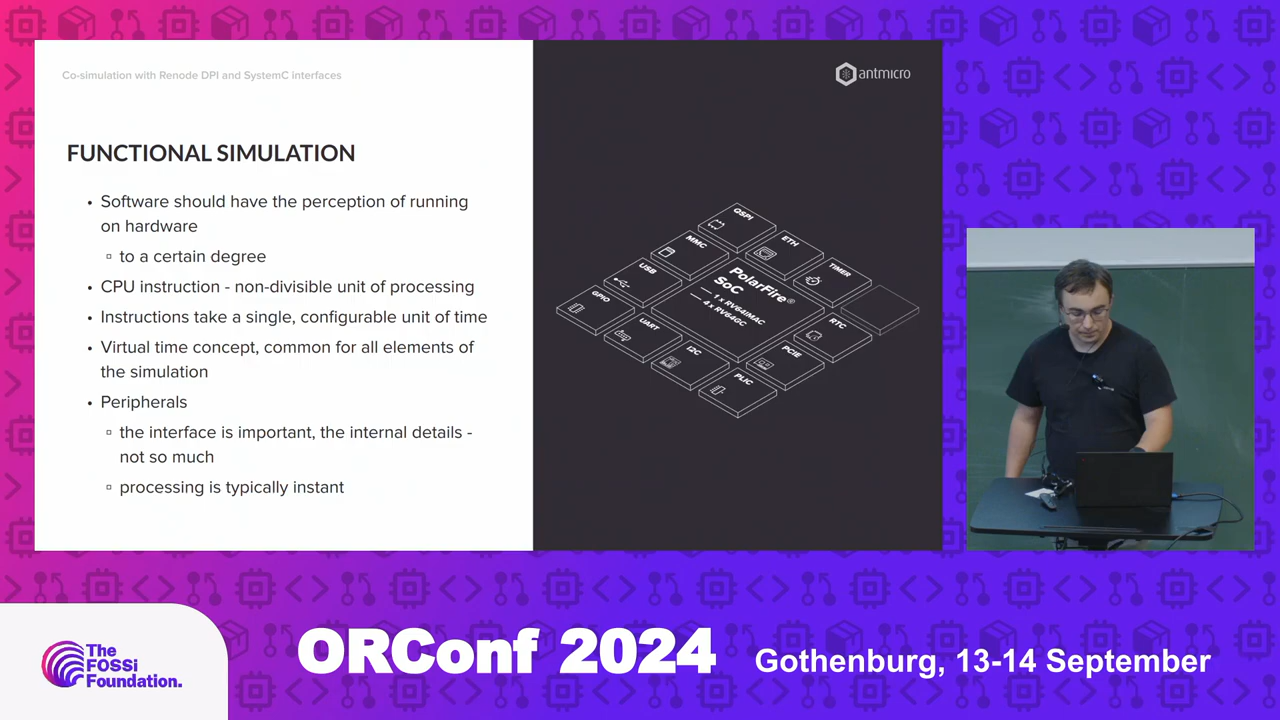 Co-simulation with Renode DPI and SystemC interfaces
antmicro
FUNCTIONAL SIMULATION
• Software should have the perception of running
on hardware
▫ to a certain degree
• CPU instruction - non-divisible unit of processing
• Instructions take a single, configurable unit of time
• Virtual time concept, common for all elements of
the simulation
• Peripherals
▫ the interface is important, the internal details -
not so much
▫ processing is typically instant
QSPI
ETH
TIMER
MMC
USB
GPIO
PolarFire®
SoC
— 1 x RV64IMAC
— 4x RV64GC
RTC
UART
I2C
PCIE
PLIC
The
FOSSi
Foundation.
ORConf 2024
Gothenburg, 13-14 September